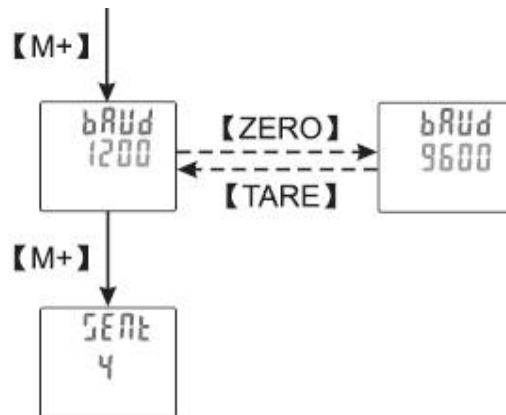 【M+】
bAUd
1200
【ZERO】
【TARE】
bAUd
9600
【M+】
SEnt
4